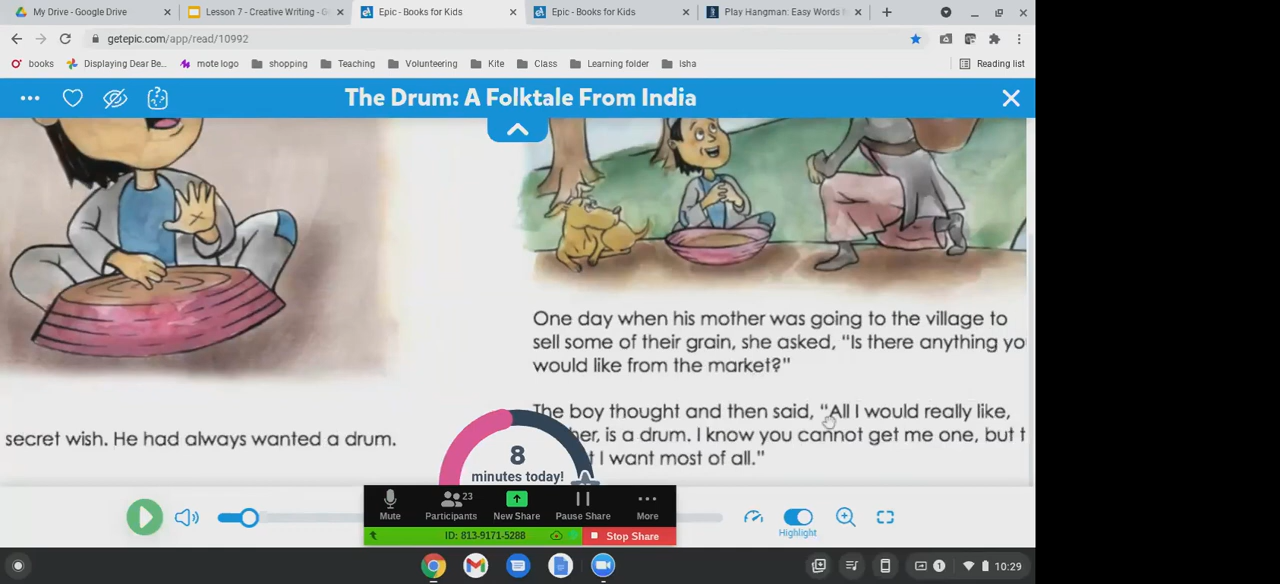 My Drive - Google Drive
Lesson 7 - Creative Writing - G
Epic - Books for Kids
Epic - Books for Kids
Play Hangman: Easy Words
getepic.com/app/read/10992
books
Displaying Dear Be...
mote logo
shopping
Teaching
Volunteering
Kite
Class
Learning folder
Isha
Reading list
The Drum: A Folktale From India
secret wish. He had always wanted a drum.
One day when his mother was going to the village to
sell some of their grain, she asked, “Is there anything yo
would like from the market?”
The boy thought and then said, “All I would really like,
her, is a drum. I know you cannot get me one, but t
t I want most of all.”
8
minutes today!
Mute
Participants
23
New Share
Pause Share
More
ID: 813-9171-5288
Stop Share
Highlight
1
10:29